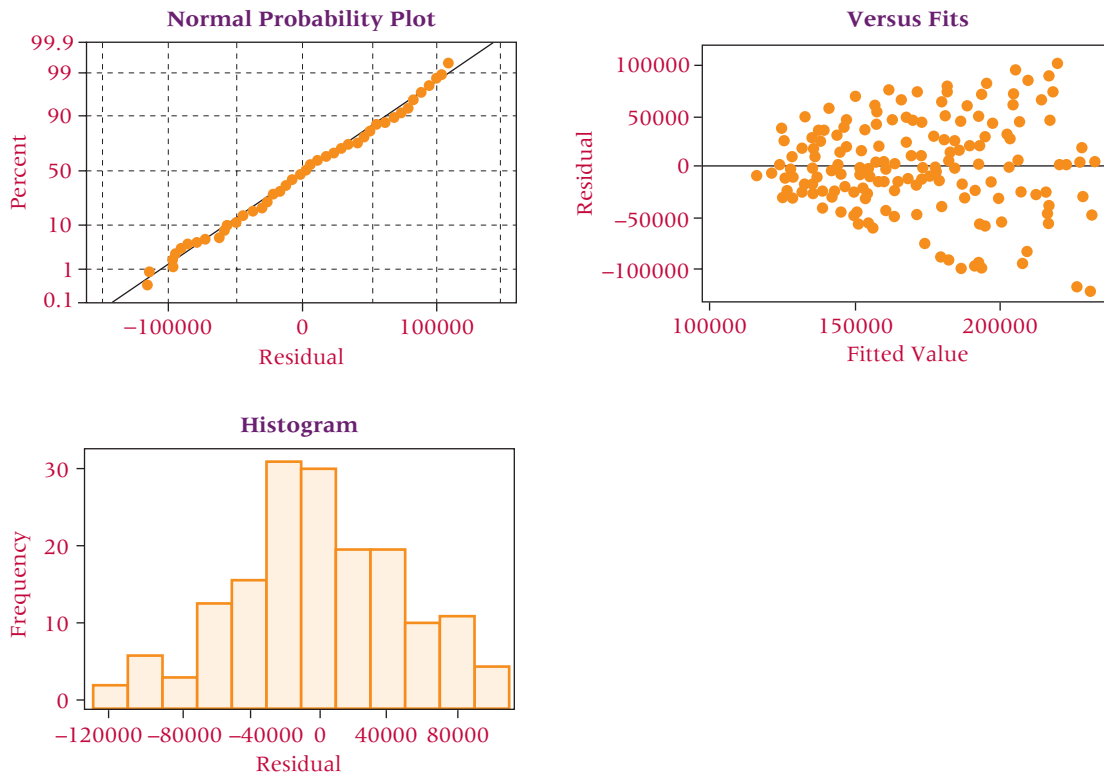 Normal Probability Plot
99.9
99
90
50
10
1
0.1
Percent
−100000 0 100000
Residual
Versus Fits
100000
50000
0
−50000
−100000
Residual
100000 150000 200000
Fitted Value
Histogram
30
20
10
0
Frequency
−120000 −80000 −40000 0 40000 80000
Residual